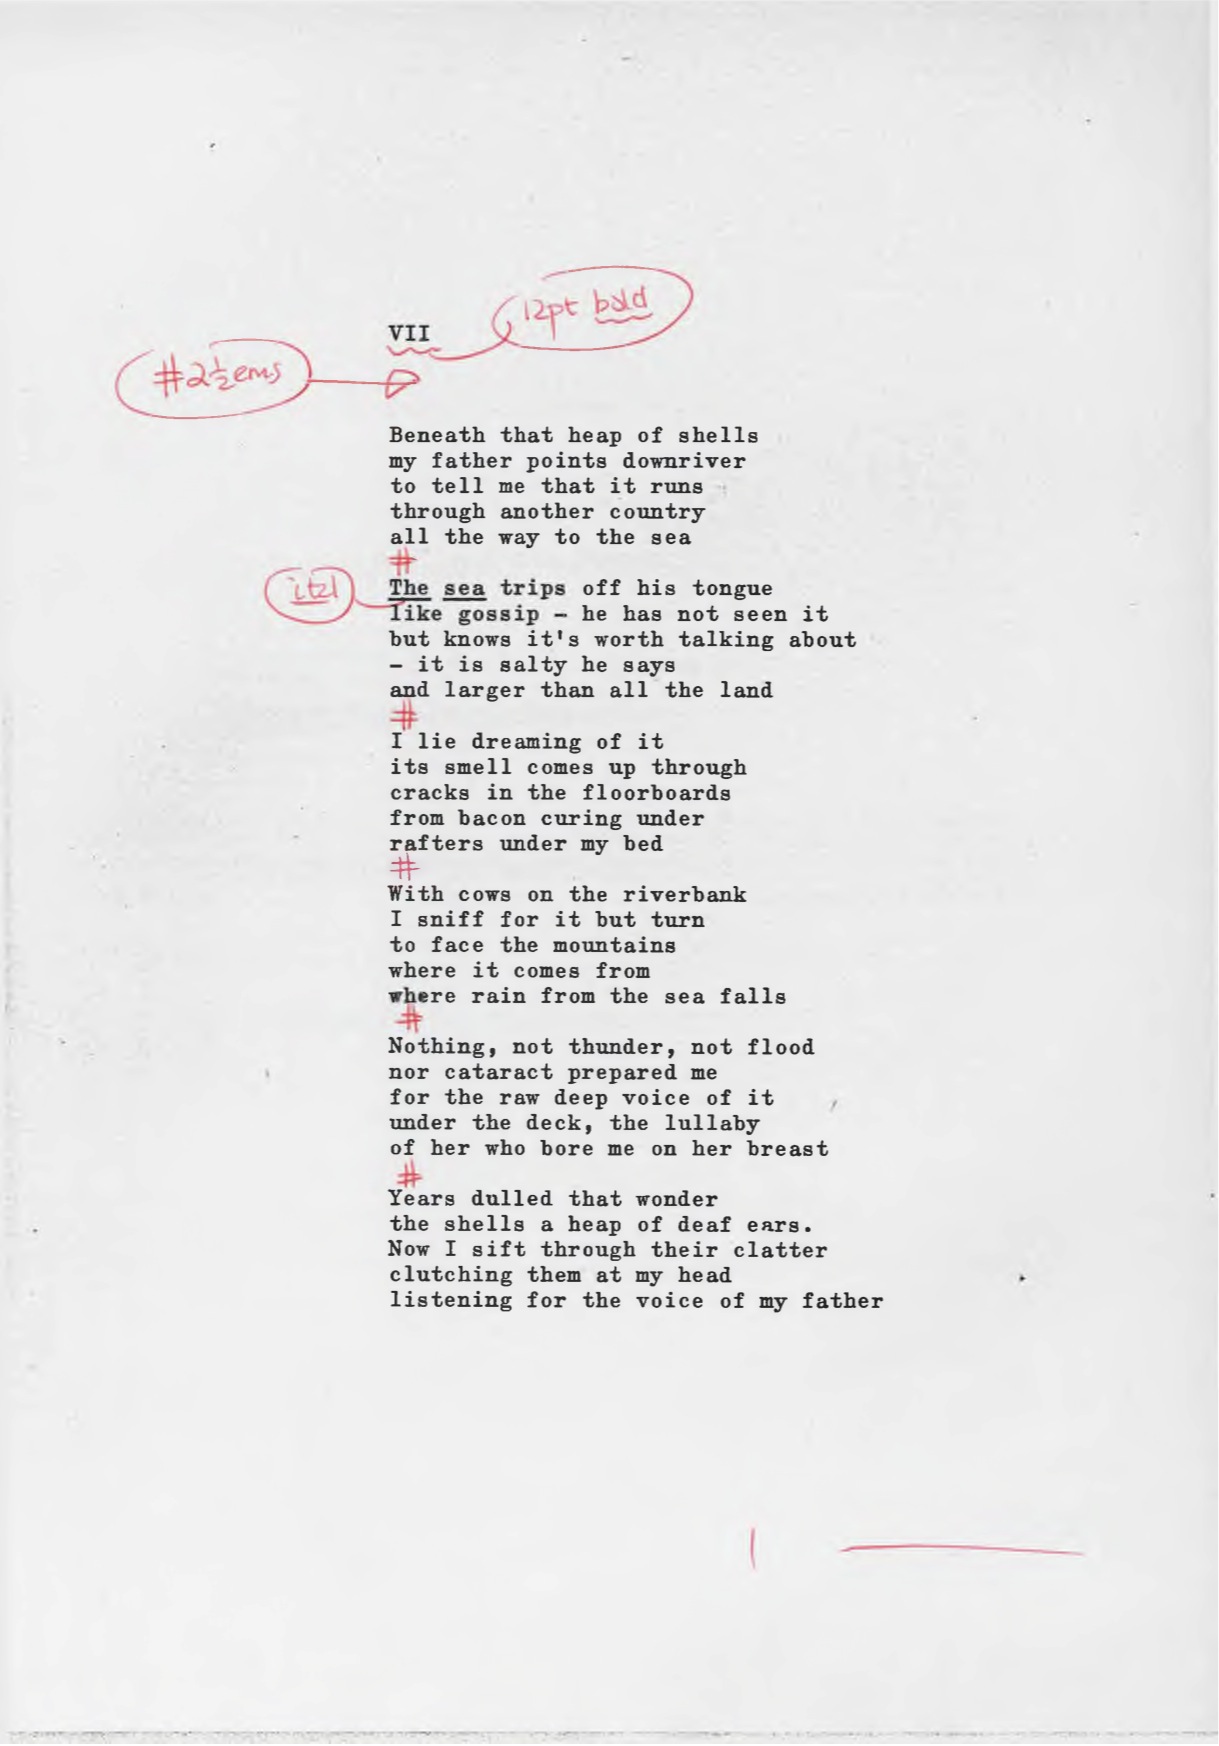 12pt bold
VII
#2½ems
Beneath that heap of shells
my father points downriver
to tell me that it runs
through another country
all the way to the sea
#
ital
The sea trips off his tongue
like gossip - he has not seen it
but knows it's worth talking about
- it is salty he says
and larger than all the land
#
I lie dreaming of it
its smell comes up through
cracks in the floorboards
from bacon curing under
rafters under my bed
#
With cows on the riverbank
I sniff for it but turn
to face the mountains
where it comes from
where rain from the sea falls
#
Nothing, not thunder, not flood
nor cataract prepared me
for the raw deep voice of it
under the deck, the lullaby
of her who bore me on her breast
#
Years dulled that wonder
the shells a heap of deaf ears.
Now I sift through their clatter
clutching them at my head
listening for the voice of my father